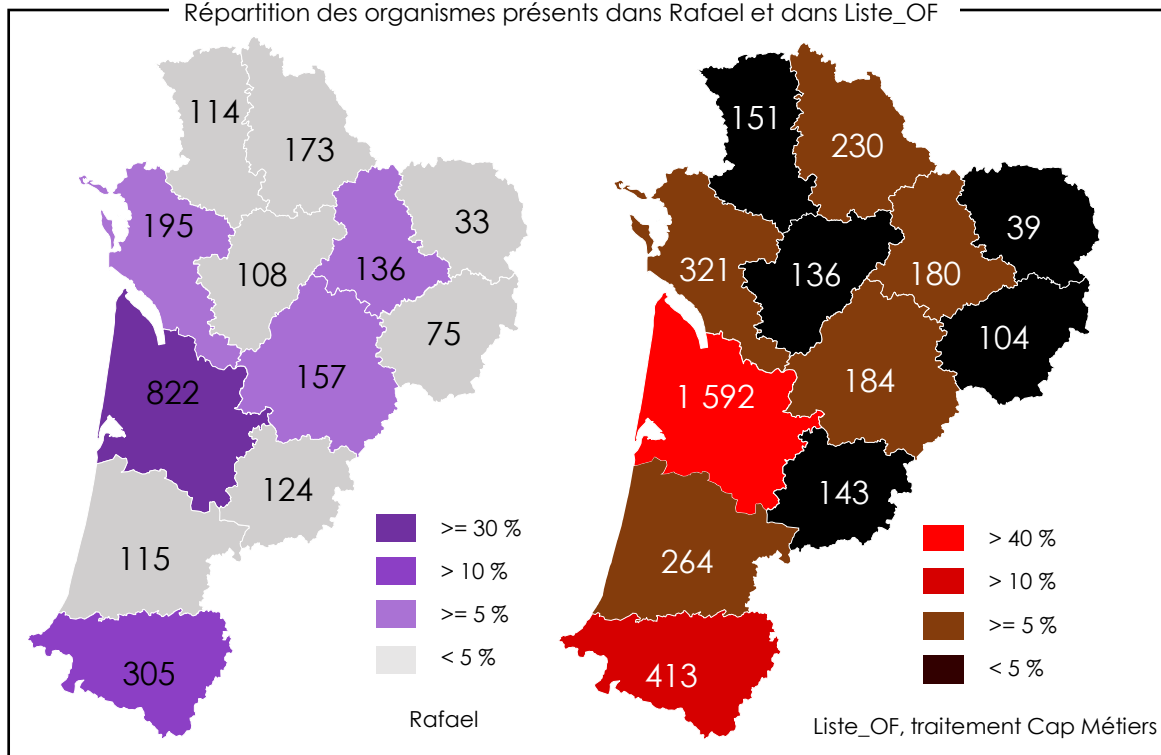 Répartition des organismes présents dans Rafael et dans Liste_OF
114
173
195
108
136
33
75
157
822
124
115
305
>= 30 %
> 10 %
>= 5 %
< 5 %
Rafael
151
230
321
136
180
39
104
184
1 592
143
264
413
> 40 %
> 10 %
>= 5 %
< 5 %
Liste_OF, traitement Cap Métiers